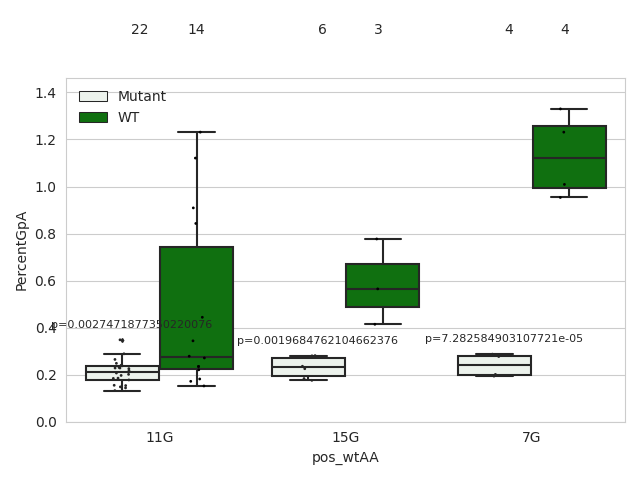 22 14 6 3 4 4
Mutant
WT
1.4
1.2
1.0
0.8
0.6
0.4
0.2
0.0
PercentGpA
p=0.0027471877350220076
p=0.0019684762104662376
p=7.282584903107721e-05
11G 15G 7G
pos_wtAA